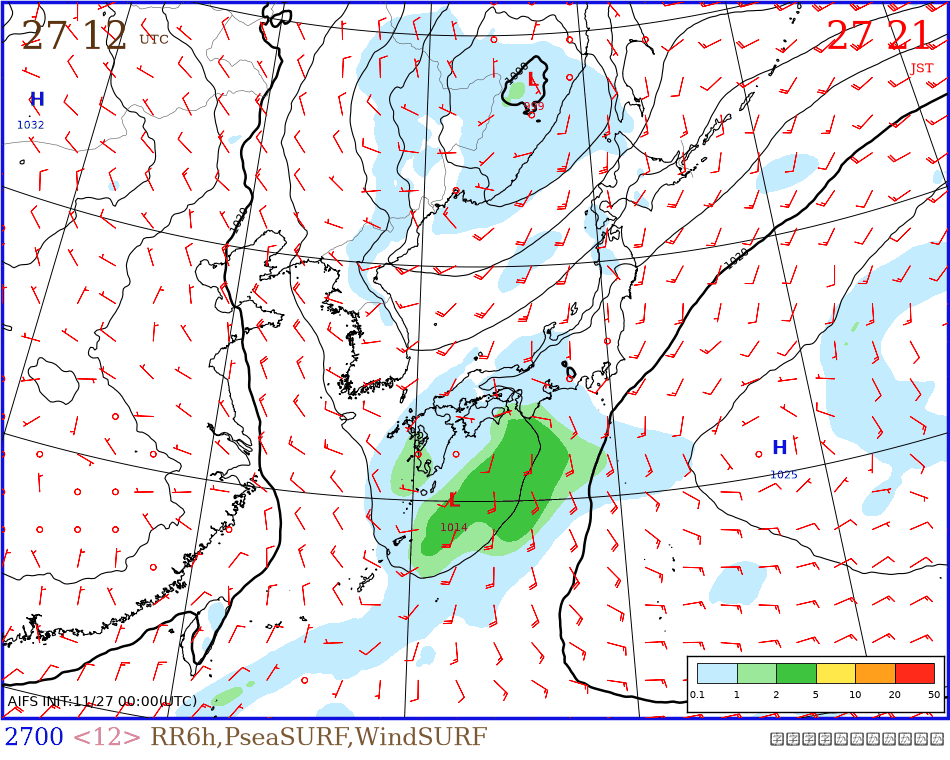 27 12 UTC
27 21
JST
H
1032
1000
L
1020
1020
H
1025
L
1014
0.1 1 2 5 10 20 50
AIFS INIT:11/27 00:00(UTC)
2700 <12> RR6h,PseaSURF,WindSURF